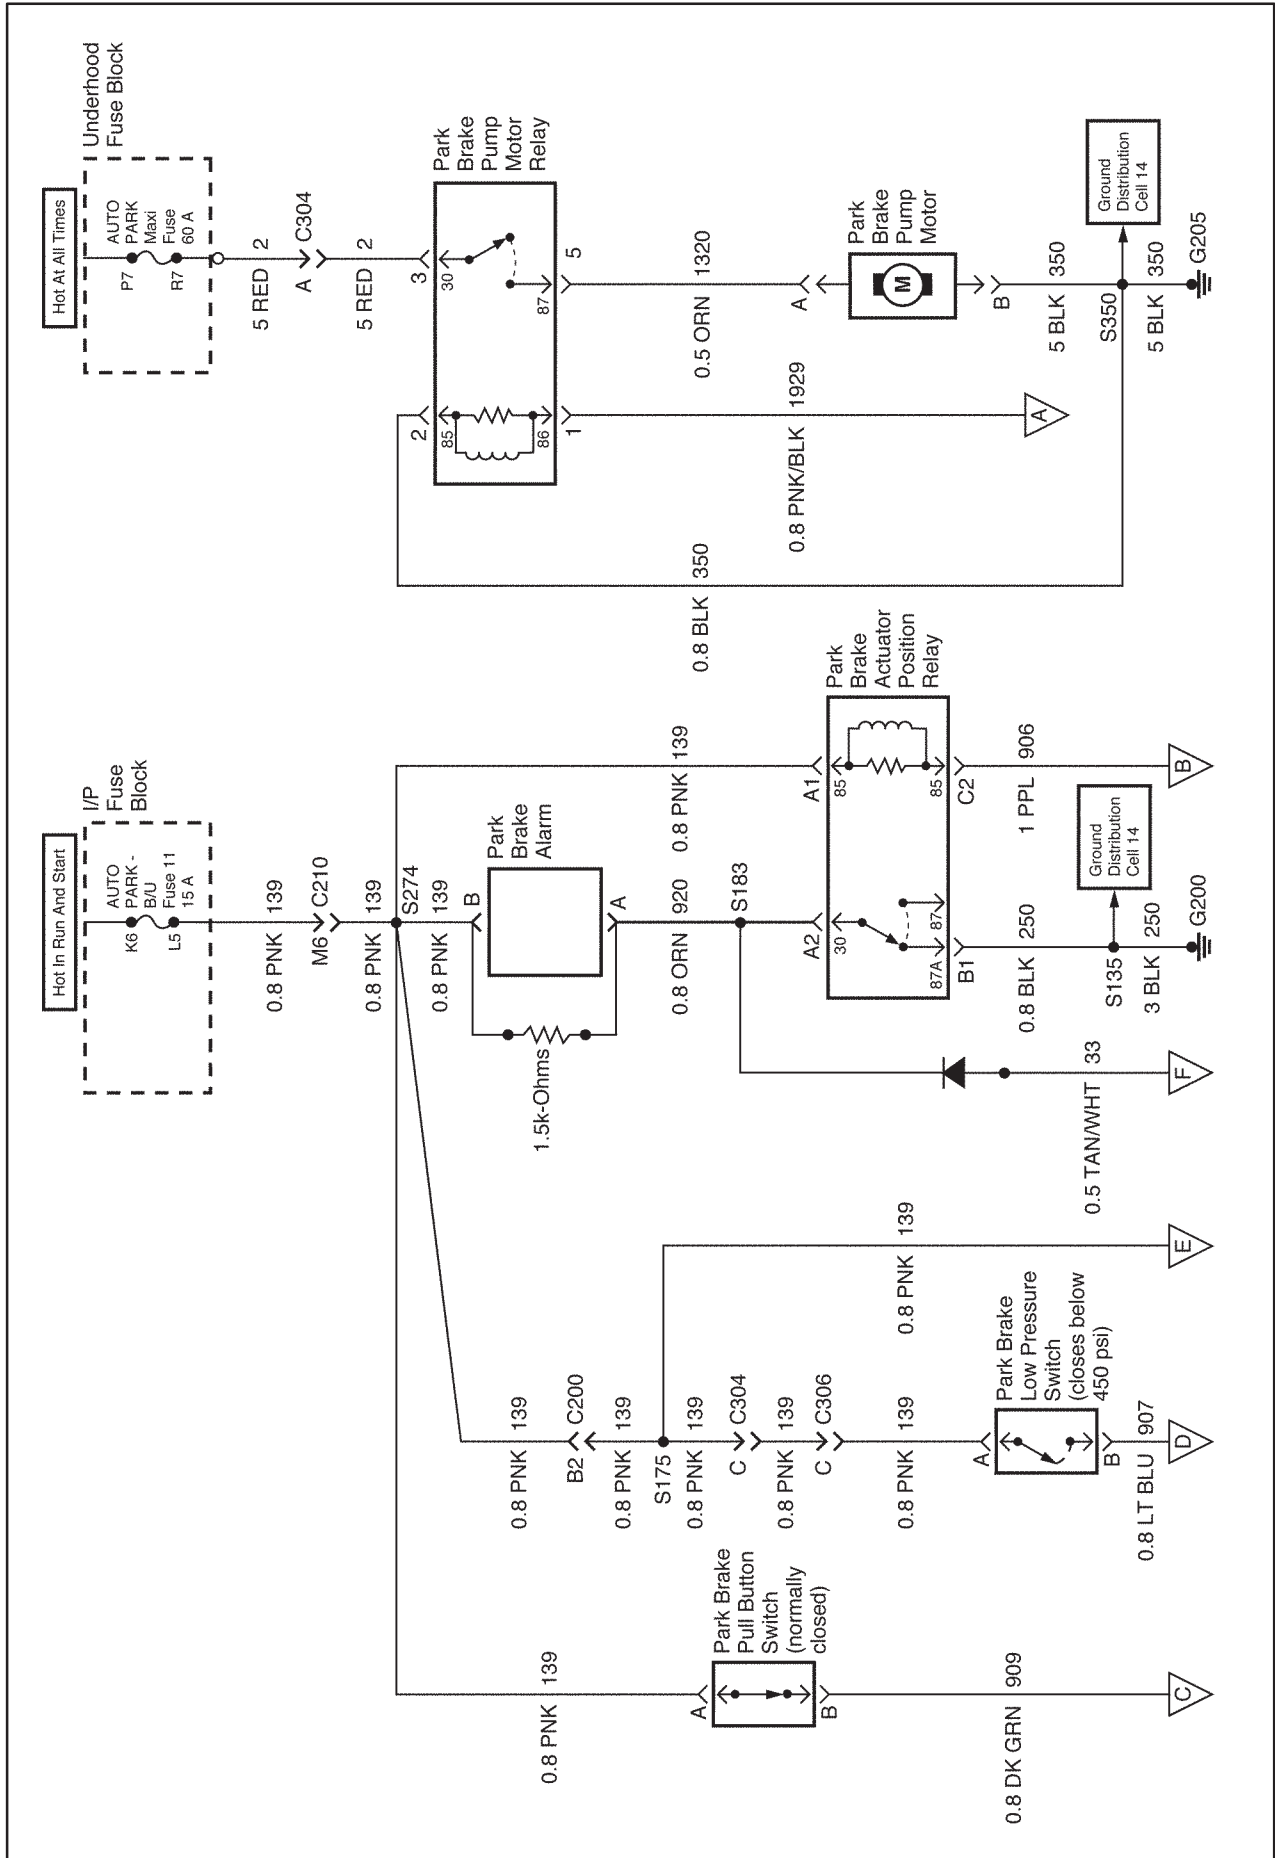 Hot In Run And Start
I/P
Fuse
Block
AUTO
PARK -
B/U
Fuse 11
15 A
K6
L5
0.8 PNK 139
M6 C210
0.8 PNK 139
S274
0.8 PNK 139
B
Park
Brake
Alarm
A
1.5k-Ohms
0.8 ORN 920
S183
0.8 PNK 139
A2
A1
Park
Brake
Actuator
Position
Relay
30
85
87A
87
85
B1
C2
0.8 BLK 250
S135
Ground
Distribution
Cell 14
3 BLK 250
G200
1 PPL 906
B
0.5 TAN/WHT 33
F
0.8 PNK 139
E
0.8 PNK 139
B2 C200
0.8 PNK 139
S175
0.8 PNK 139
C C304
0.8 PNK 139
C C306
0.8 PNK 139
A
Park Brake
Low Pressure
Switch
(closes below
450 psi)
B
0.8 LT BLU 907
D
0.8 PNK 139
A
Park Brake
Pull Button
Switch
(normally
closed)
B
0.8 DK GRN 909
C
Hot At All Times
Underhood
Fuse Block
AUTO
PARK
Maxi
Fuse
60 A
P7
R7
5 RED 2
A C304
5 RED 2
2
3
Park
Brake
Pump
Motor
Relay
85
30
86
87
1
5
0.8 BLK 350
0.8 PNK/BLK 1929
A
0.5 ORN 1320
A
Park
Brake
Pump
Motor
M
B
5 BLK 350
S350
Ground
Distribution
Cell 14
5 BLK 350
G205